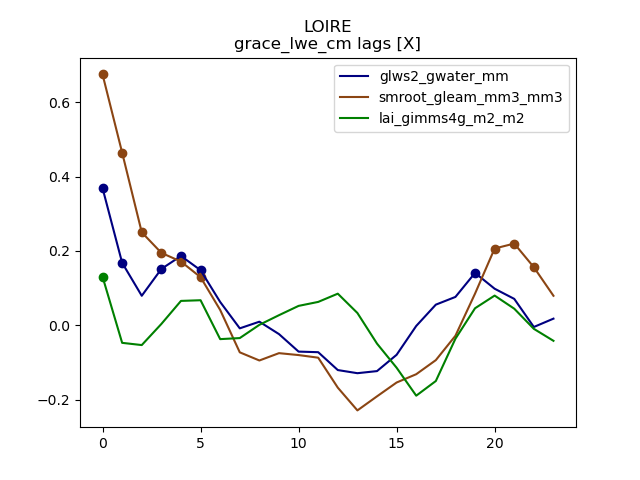 LOIRE
grace_lwe_cm lags [X]
glws2_gwater_mm
smroot_gleam_mm3_mm3
lai_gimms4g_m2_m2
0.6
0.4
0.2
0.0
−0.2
0 5 10 15 20